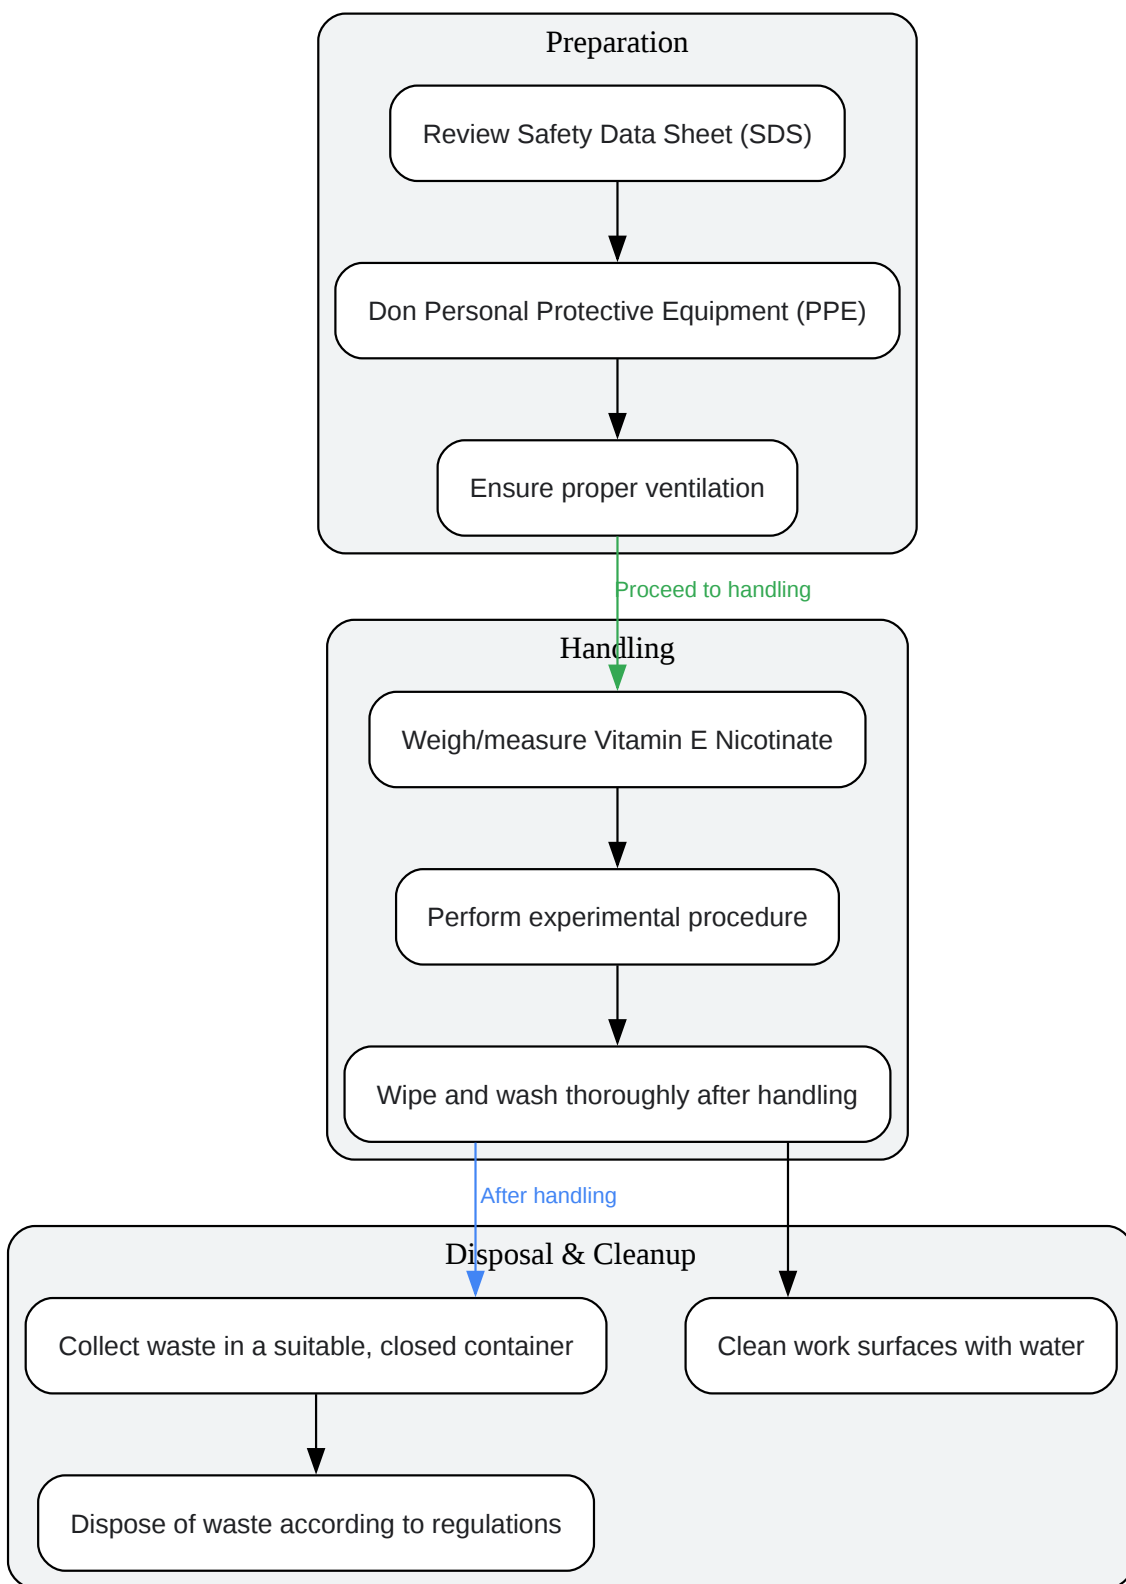 Preparation
Review Safety Data Sheet (SDS)
Don Personal Protective Equipment (PPE)
Ensure proper ventilation
Proceed to handling
Handling
Weigh/measure Vitamin E Nicotinate
Perform experimental procedure
Wipe and wash thoroughly after handling
After handling
Disposal & Cleanup
Collect waste in a suitable, closed container
Clean work surfaces with water
Dispose of waste according to regulations